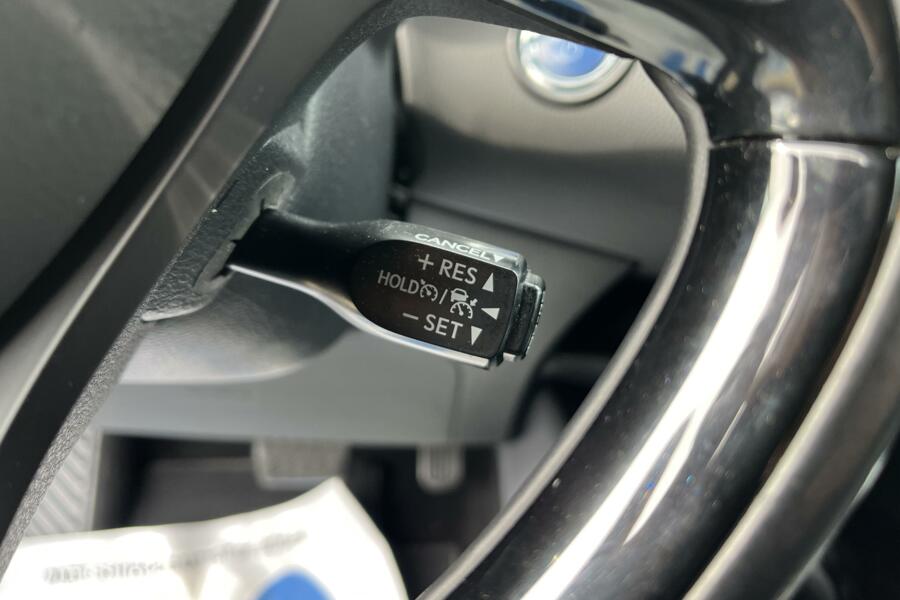 CANCEL
+ RES
HOLD /
− SET